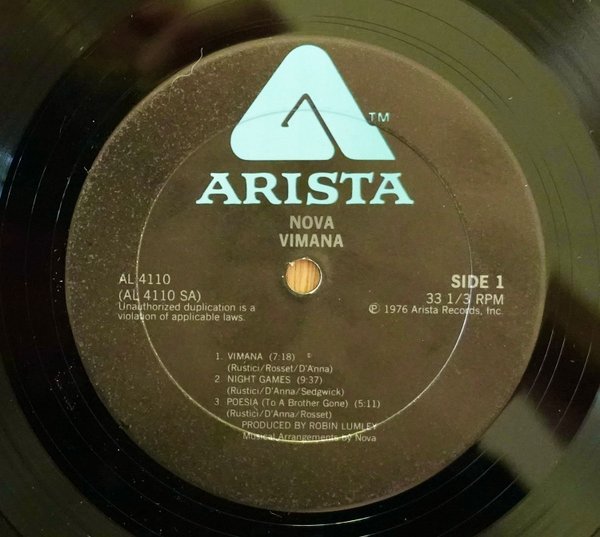 TM
ARISTA
NOVA
VIMANA
AL 4110
(AL 4110 SA)
Unauthorized duplication is a
violation of applicable laws.
SIDE 1
33 1/3 RPM
℗ 1976 Arista Records, Inc.
1. VIMANA (7:18)
(Rustici/Rosset/D'Anna)
2 NIGHT GAMES (9:37)
(Rustici/D'Anna/Sedgwick)
3 POESIA (To A Brother Gone) (5:11)
(Rustici/D'Anna/Rosset)
PRODUCED BY ROBIN LUMLEY
Musical Arrangements by Nova